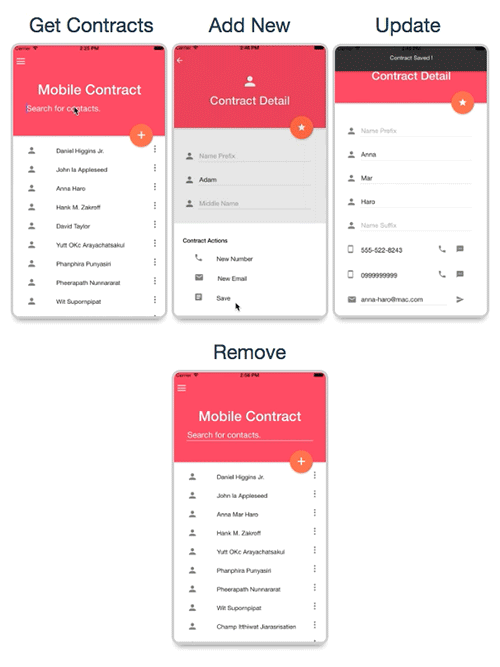 Get Contracts
Add New
Update
Carrier
2:25 PM
Mobile Contract
Search for contacts.
Daniel Higgins Jr.
John la Appleseed
Anna Haro
Hank M. Zakroff
David Taylor
Yutt OKc Arayachatsakul
Phanphira Punyasiri
Pheerapath Nunnararat
Wit Supornpipat
Carrier
2:46 PM
Contract Detail
Name Prefix
Adam
Middle Name
Contract Actions
New Number
New Email
Save
Contract Saved !
Contract Detail
Name Prefix
Anna
Mar
Haro
Name Suffix
555-522-8243
0999999999
anna-haro@mac.com
Remove
Carrier
2:56 PM
Mobile Contract
Search for contacts.
Daniel Higgins Jr.
John la Appleseed
Anna Mar Haro
Hank M. Zakroff
Yutt OKc Arayachatsakul
Phanphira Punyasiri
Pheerapath Nunnararat
Wit Supornpipat
Champ Itthiwat Jiarasrisatien